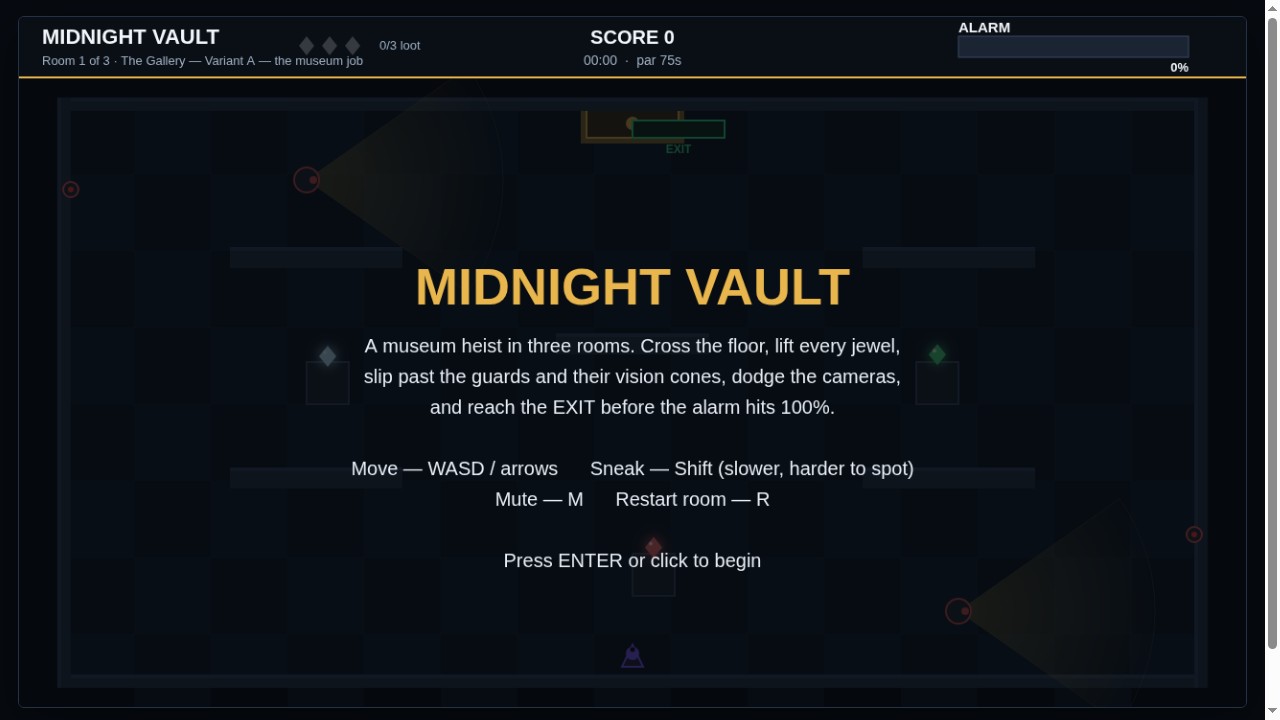 MIDNIGHT VAULT
0/3 loot
Room 1 of 3 · The Gallery — Variant A — the museum job
SCORE 0
00:00 · par 75s
ALARM
0%
EXIT
MIDNIGHT VAULT
A museum heist in three rooms. Cross the floor, lift every jewel,
slip past the guards and their vision cones, dodge the cameras,
and reach the EXIT before the alarm hits 100%.
Move — WASD / arrows Sneak — Shift (slower, harder to spot)
Mute — M Restart room — R
Press ENTER or click to begin